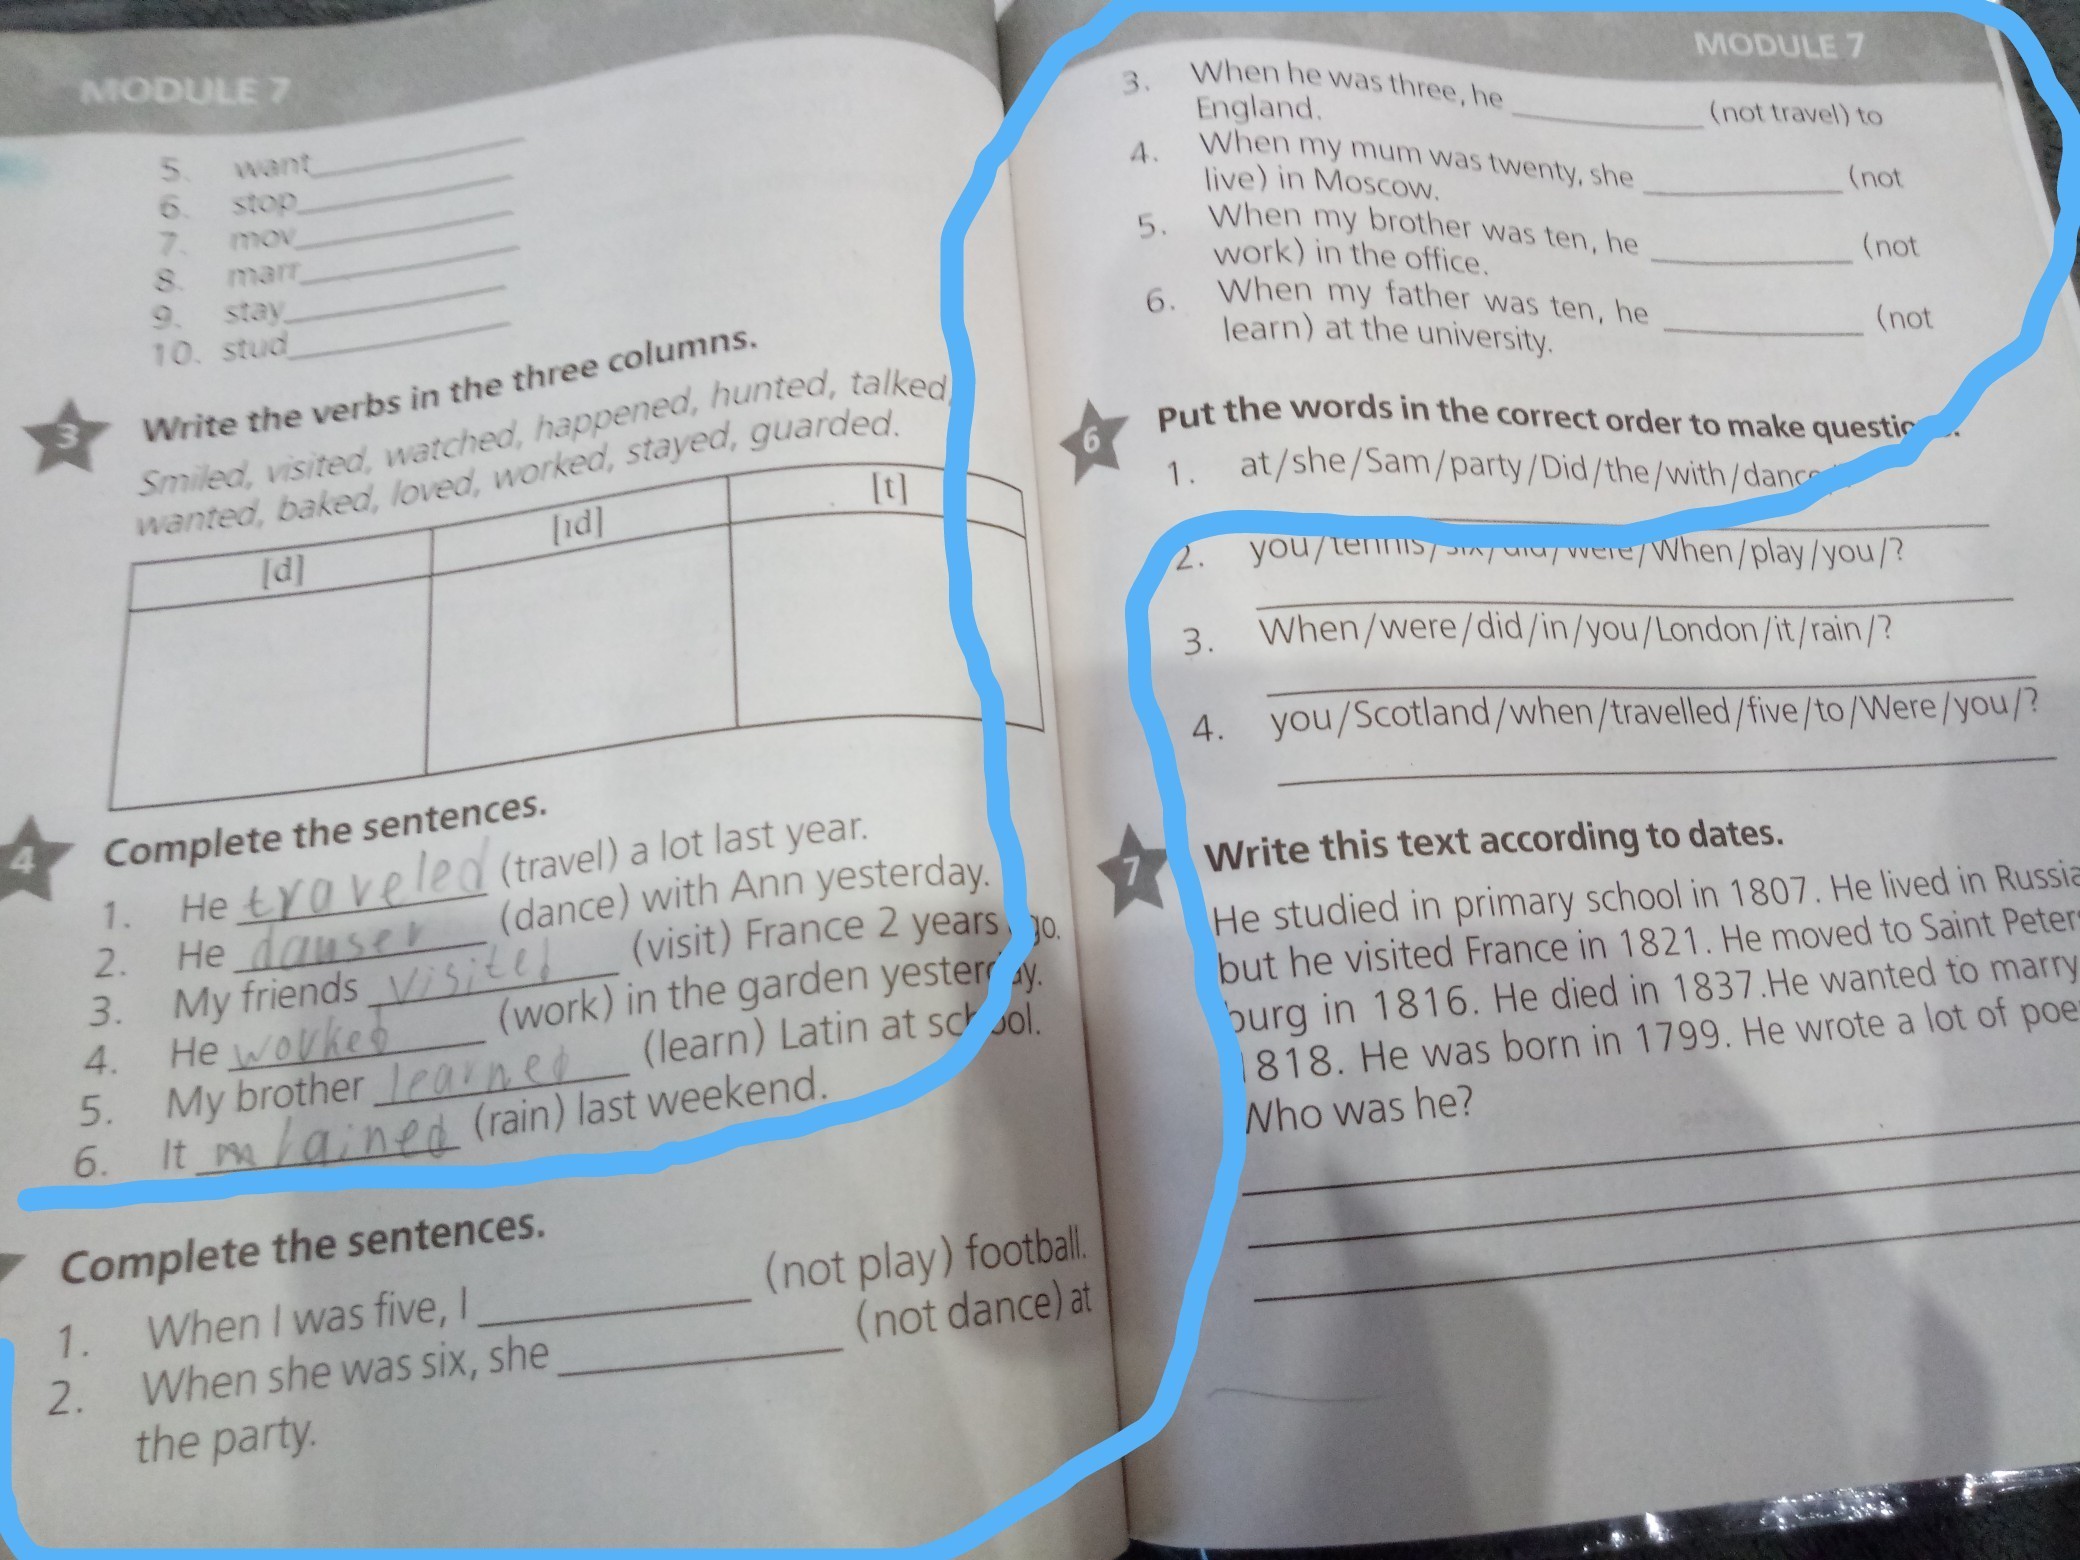 MODULE 7
5. want
6. stop
7. mov
8. marr
9. stay
10. stud
3 Write the verbs in the three columns.
Smiled, visited, watched, happened, hunted, talked,
wanted, baked, loved, worked, stayed, guarded.
[d] [ɪd] [t]
4 Complete the sentences.
1. He traveled (travel) a lot last year.
2. He danser (dance) with Ann yesterday.
3. My friends visited (visit) France 2 years go.
4. He worked (work) in the garden yesterday.
5. My brother learned (learn) Latin at school.
6. It (rain) last weekend.
Complete the sentences.
1. When I was five, I (not play) football.
2. When she was six, she (not dance) at
the party.
MODULE 7
3. When he was three, he (not travel) to
England.
4. When my mum was twenty, she (not
live) in Moscow.
5. When my brother was ten, he (not
work) in the office.
6. When my father was ten, he (not
learn) at the university.
6 Put the words in the correct order to make
1. at/she/Sam/party/Did/the/with/dance
2. you/tennis/six/did/were/When/play/you/?
3. When/were/did/in/you/London/it/rain/?
4. you/Scotland/when/travelled/five/to/Were/you/?
7 Write this text according to dates.
He studied in primary school in 1807. He lived in Russia
but he visited France in 1821. He moved to Saint Peters
burg in 1816. He died in 1837.He wanted to marry
1818. He was born in 1799. He wrote a lot of poe
Who was he?